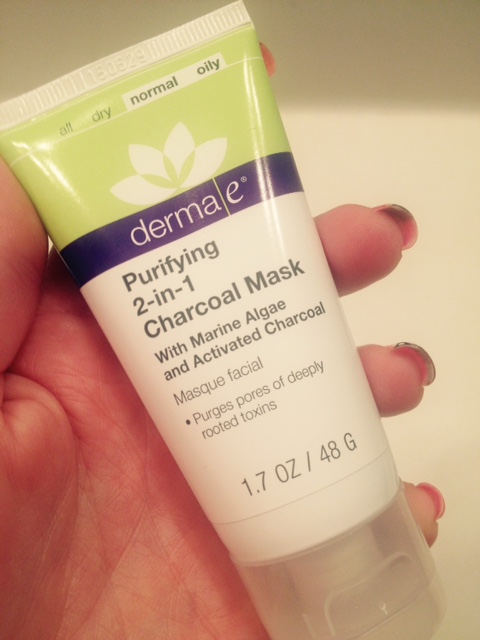 all dry normal oily
derma e®
Purifying
2-in-1
Charcoal Mask
With Marine Algae
and Activated Charcoal
Masque facial
• Purges pores of deeply
rooted toxins
1.7 OZ / 48 G